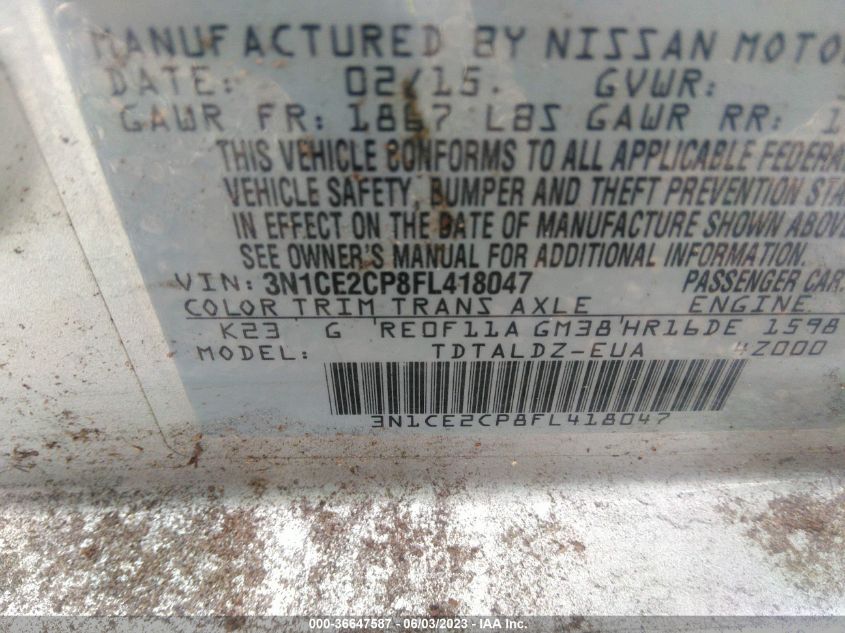 MANUFACTURED BY NISSAN MOTO
DATE: 02/15. GVWR:
GAWR FR: 1867 LBS GAWR RR: 1
THIS VEHICLE CONFORMS TO ALL APPLICABLE FEDERA
VEHICLE SAFETY, BUMPER AND THEFT PREVENTION STA
IN EFFECT ON THE DATE OF MANUFACTURE SHOWN ABOV
SEE OWNER'S MANUAL FOR ADDITIONAL INFORMATION.
VIN: 3N1CE2CP8FL418047 PASSENGER CAR
COLOR TRIM TRANS AXLE ENGINE
K23 G RE0F11A GM38 HR16DE 1598
MODEL: TDTALDZ-EUA 4Z000
3N1CE2CP8FL418047
000-36647587 - 06/03/2023 - IAA Inc.